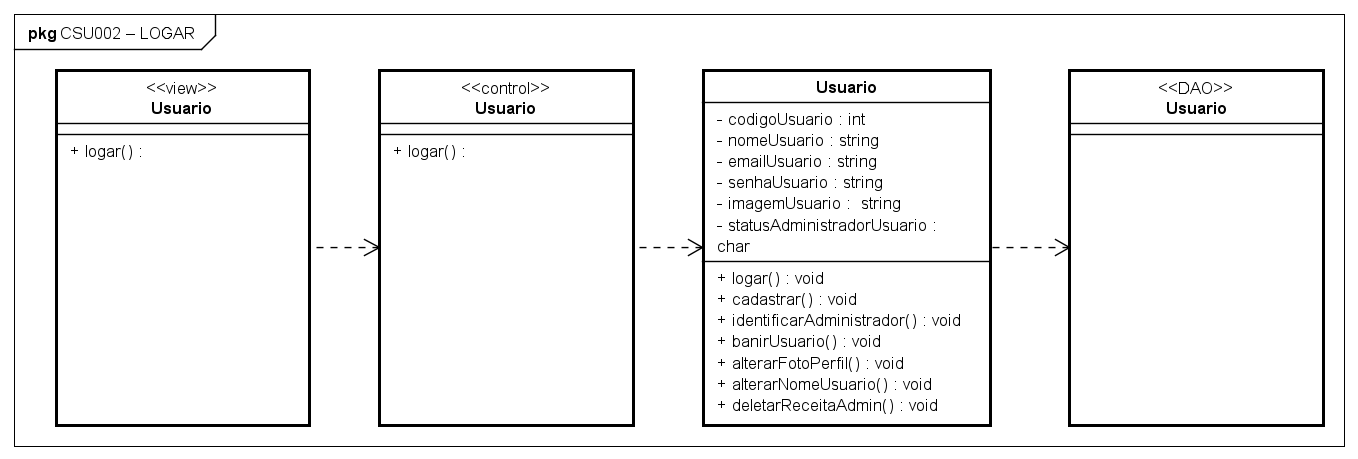 pkg CSU002 – LOGAR
<<view>>
Usuario
+ logar() :
<<control>>
Usuario
+ logar() :
Usuario
- codigoUsuario : int
- nomeUsuario : string
- emailUsuario : string
- senhaUsuario : string
- imagemUsuario :  string
- statusAdministradorUsuario :
char
+ logar() : void
+ cadastrar() : void
+ identificarAdministrador() : void
+ banirUsuario() : void
+ alterarFotoPerfil() : void
+ alterarNomeUsuario() : void
+ deletarReceitaAdmin() : void
<<DAO>>
Usuario